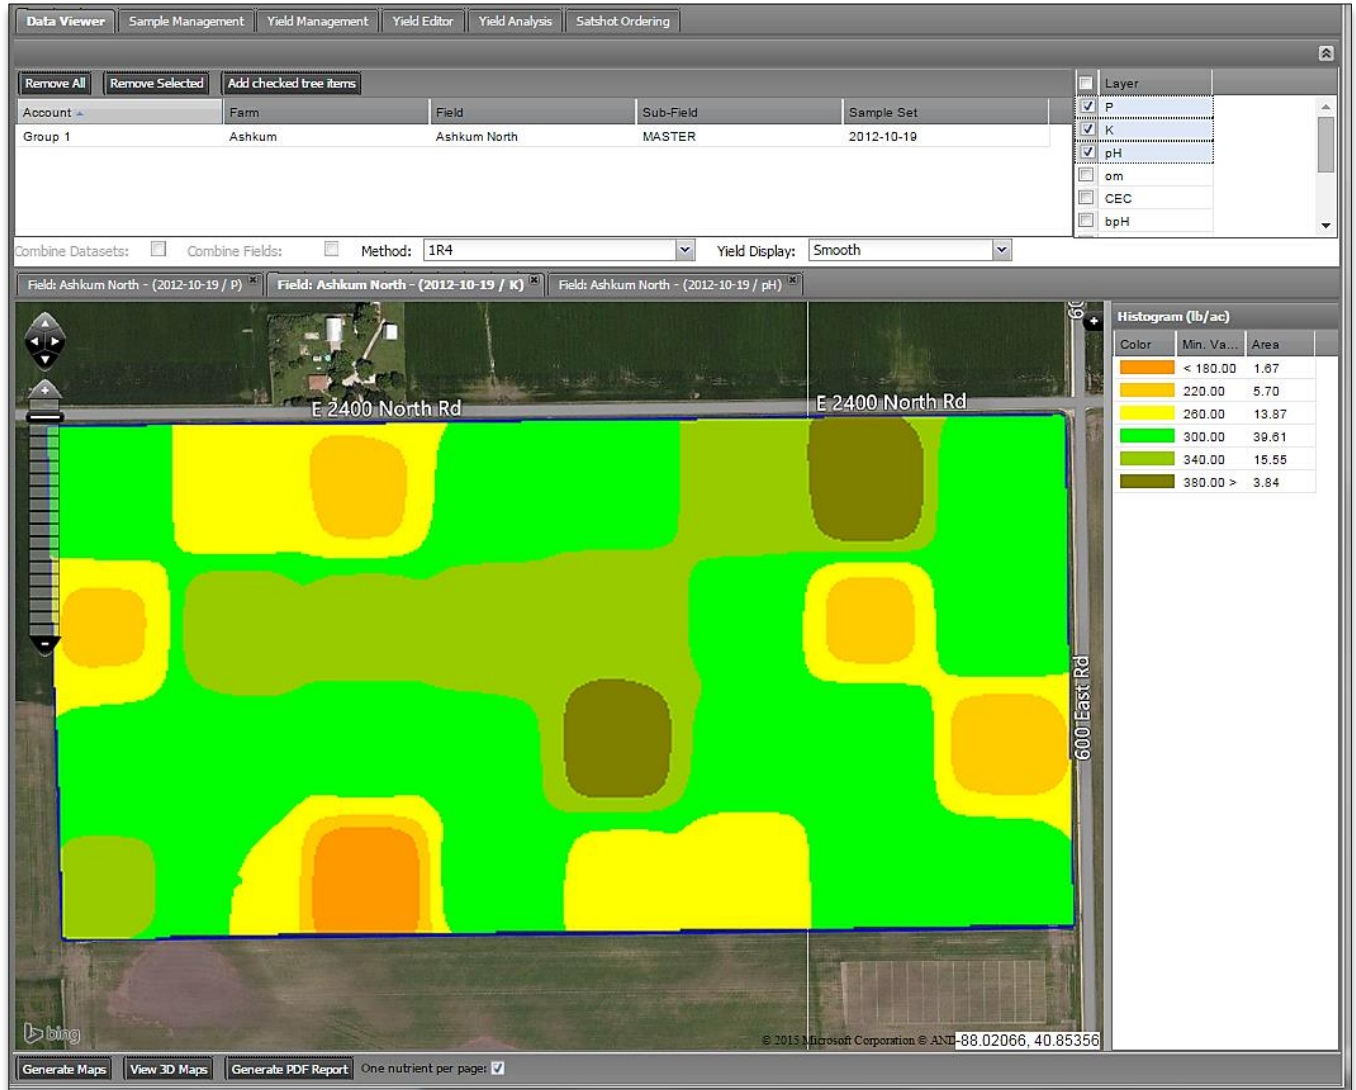 Data Viewer Sample Management Yield Management Yield Editor Yield Analysis Satshot Ordering
Remove All Remove Selected Add checked tree items
Layer
Account Farm Field Sub-Field Sample Set
Group 1 Ashkum Ashkum North MASTER 2012-10-19
P
K
pH
om
CEC
bpH
Combine Datasets: Combine Fields: Method: 1R4 Yield Display: Smooth
Field: Ashkum North - (2012-10-19 / P) Field: Ashkum North - (2012-10-19 / K) Field: Ashkum North - (2012-10-19 / pH)
Histogram (lb/ac)
Color Min. Va... Area
< 180.00 1.67
220.00 5.70
260.00 13.87
300.00 39.61
340.00 15.55
380.00 > 3.84
60
E 2400 North Rd E 2400 North Rd
600 East Rd
bing
© 2015 Microsoft Corporation © AND -88.02066, 40.85356
Generate Maps View 3D Maps Generate PDF Report One nutrient per page: